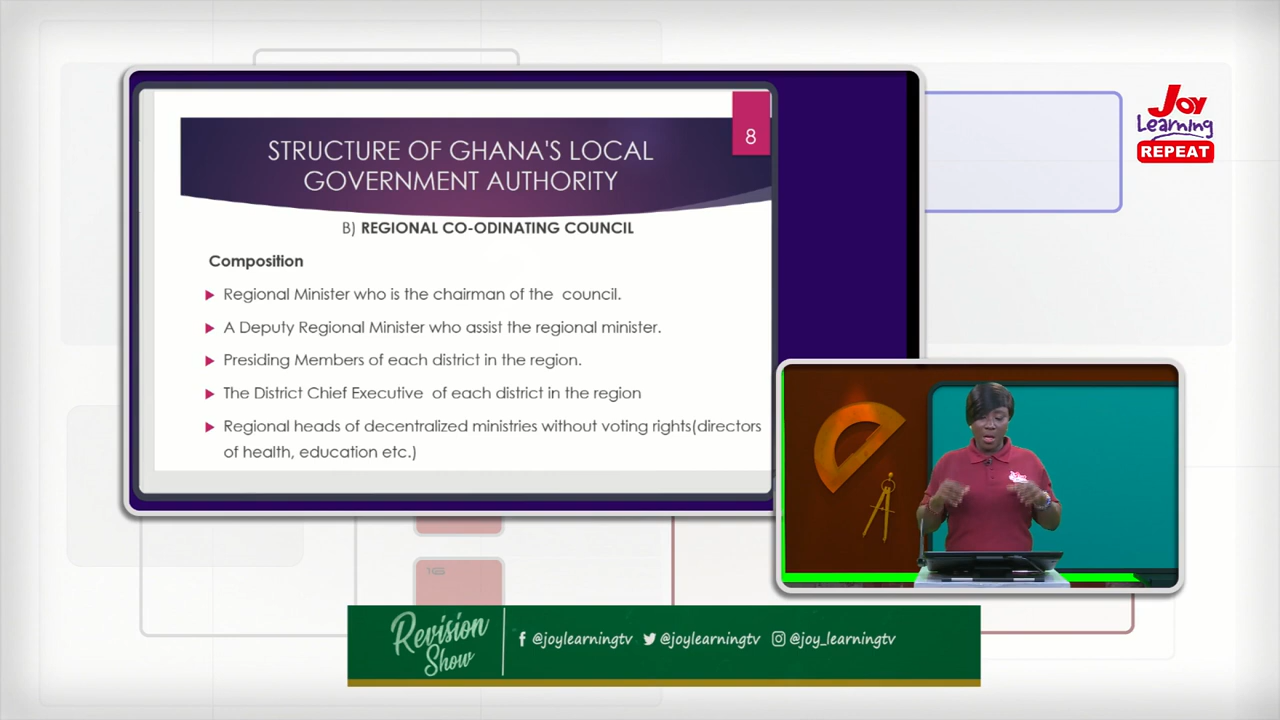 JOY
Learning
REPEAT
8
STRUCTURE OF GHANA'S LOCAL
GOVERNMENT AUTHORITY
B) REGIONAL CO-ODINATING COUNCIL
Composition
Regional Minister who is the chairman of the council.
A Deputy Regional Minister who assist the regional minister.
Presiding Members of each district in the region.
The District Chief Executive of each district in the region
Regional heads of decentralized ministries without voting rights(directors
of health, education etc.)
16
Revision
Show
@joylearningtv @joylearningtv @joy_learningtv